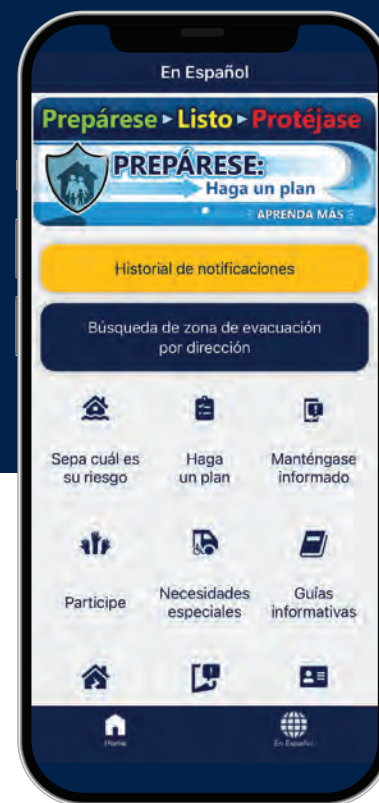 En Español
Prepárese ▸ Listo ▸ Protéjase
PREPÁRESE:
Haga un plan
APRENDA MÁS
Historial de notificaciones
Búsqueda de zona de evacuación
por dirección
Sepa cuál es
su riesgo
Haga
un plan
Manténgase
informado
Participe
Necesidades
especiales
Guías
informativas
Home
En Español